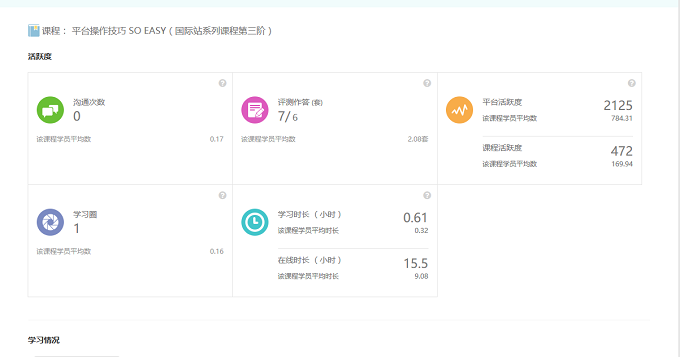 课程： 平台操作技巧 SO EASY（国际站系列课程第三阶）
活跃度
沟通次数
0
该课程学员平均数 0.17
评测作答 (套)
7/ 6
该课程学员平均数 2.08套
平台活跃度 2125
该课程学员平均数 784.31
课程活跃度 472
该课程学员平均数 169.94
学习圈
1
该课程学员平均数 0.16
学习时长（小时） 0.61
该课程学员平均时长 0.32
在线时长（小时） 15.5
该课程学员平均时长 9.08
学习情况